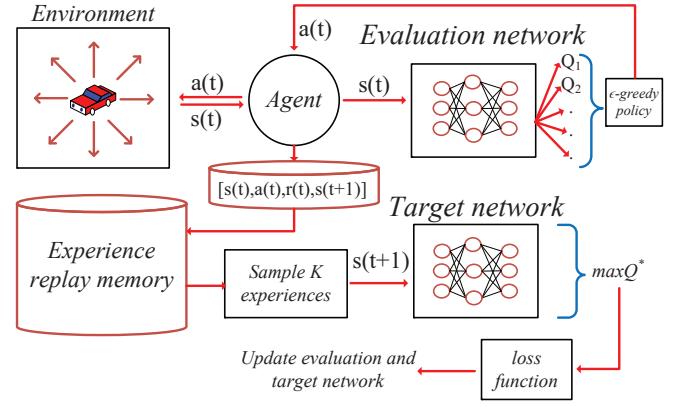 Environment
a(t)
Evaluation network
a(t)
s(t)
Agent
s(t)
Q1
Q2
.
.
.
ϵ-greedy
policy
[s(t),a(t),r(t),s(t+1)]
Target network
Experience
replay memory
Sample K
experiences
s(t+1)
maxQ*
Update evaluation and
target network
loss
function